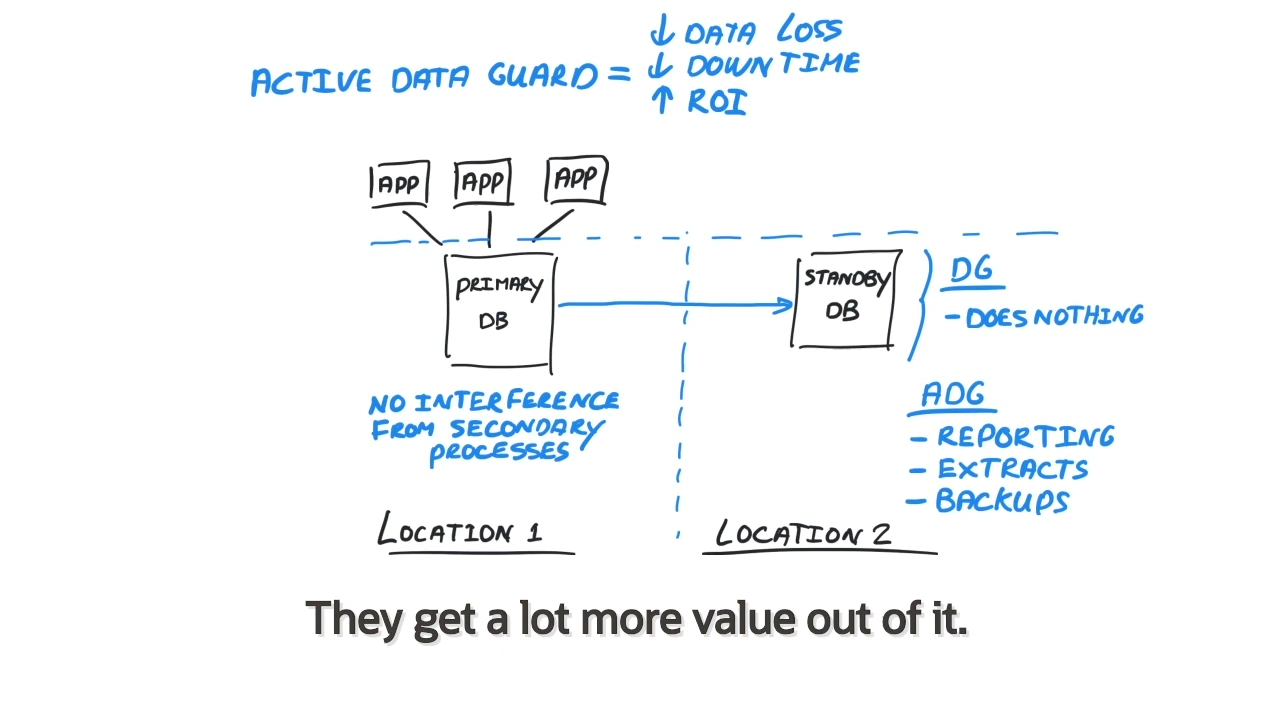 ACTIVE DATA GUARD =
↓ DATA LOSS
↓ DOWNTIME
↑ ROI
APP
APP
APP
PRIMARY
DB
STANDBY
DB
DG
- DOES NOTHING
NO INTERFERENCE
FROM SECONDARY
PROCESSES
ADG
- REPORTING
- EXTRACTS
- BACKUPS
LOCATION 1
LOCATION 2
They get a lot more value out of it.